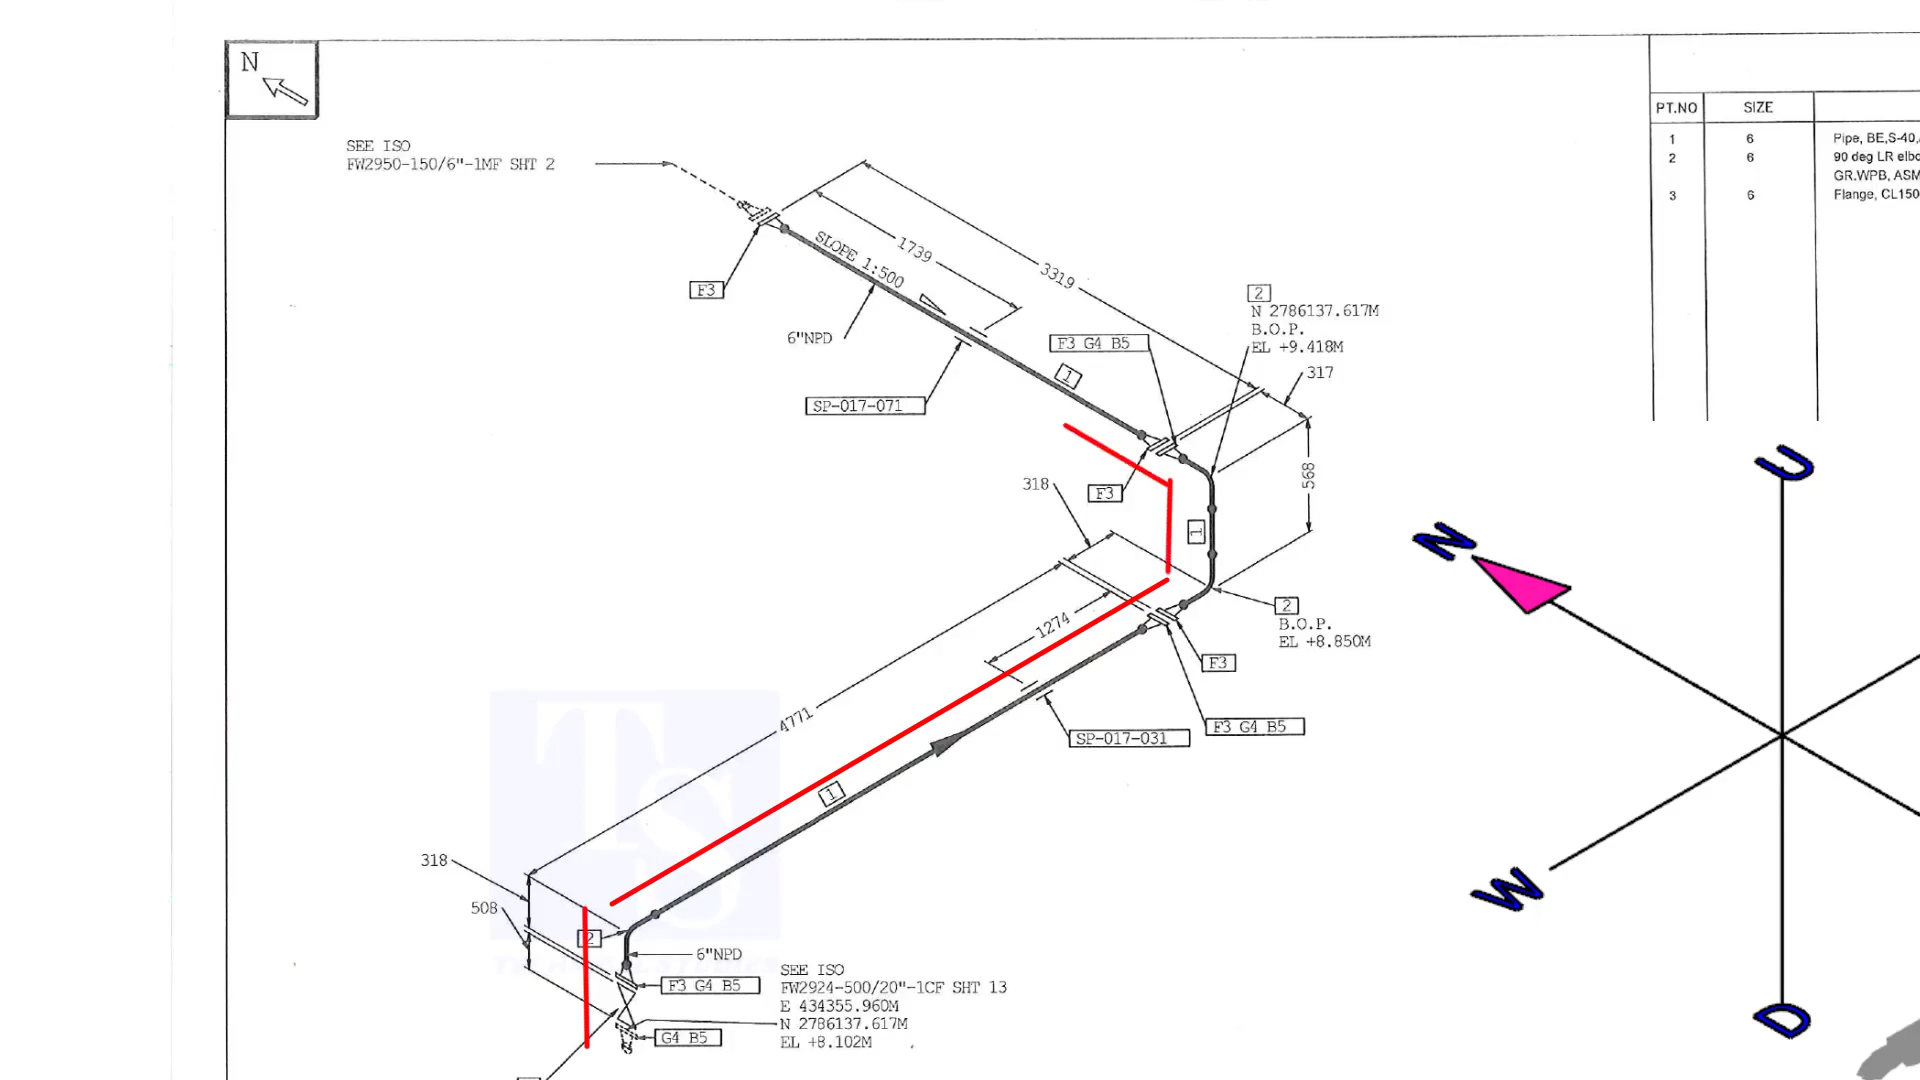 N
SEE ISO
FW2950-150/6"-1MF SHT 2
PT.NO SIZE
1 6 Pipe, BE,S-40,
2 6 90 deg LR elbo
GR.WPB, ASM
3 6 Flange, CL150
1739
3319
SLOPE 1:500
F3
6"NPD
2
N 2786137.617M
B.O.P.
EL +9.418M
F3 G4 B5
317
1
SP-017-071
568
318
F3
1
U
N
1274
2
B.O.P.
EL +8.850M
F3
4771
F3 G4 B5
SP-017-031
1
TS
318
508
2
6"NPD
W
F3 G4 B5
SEE ISO
FW2924-500/20"-1CF SHT 13
E 434355.960M
N 2786137.617M
EL +8.102M
G4 B5
D